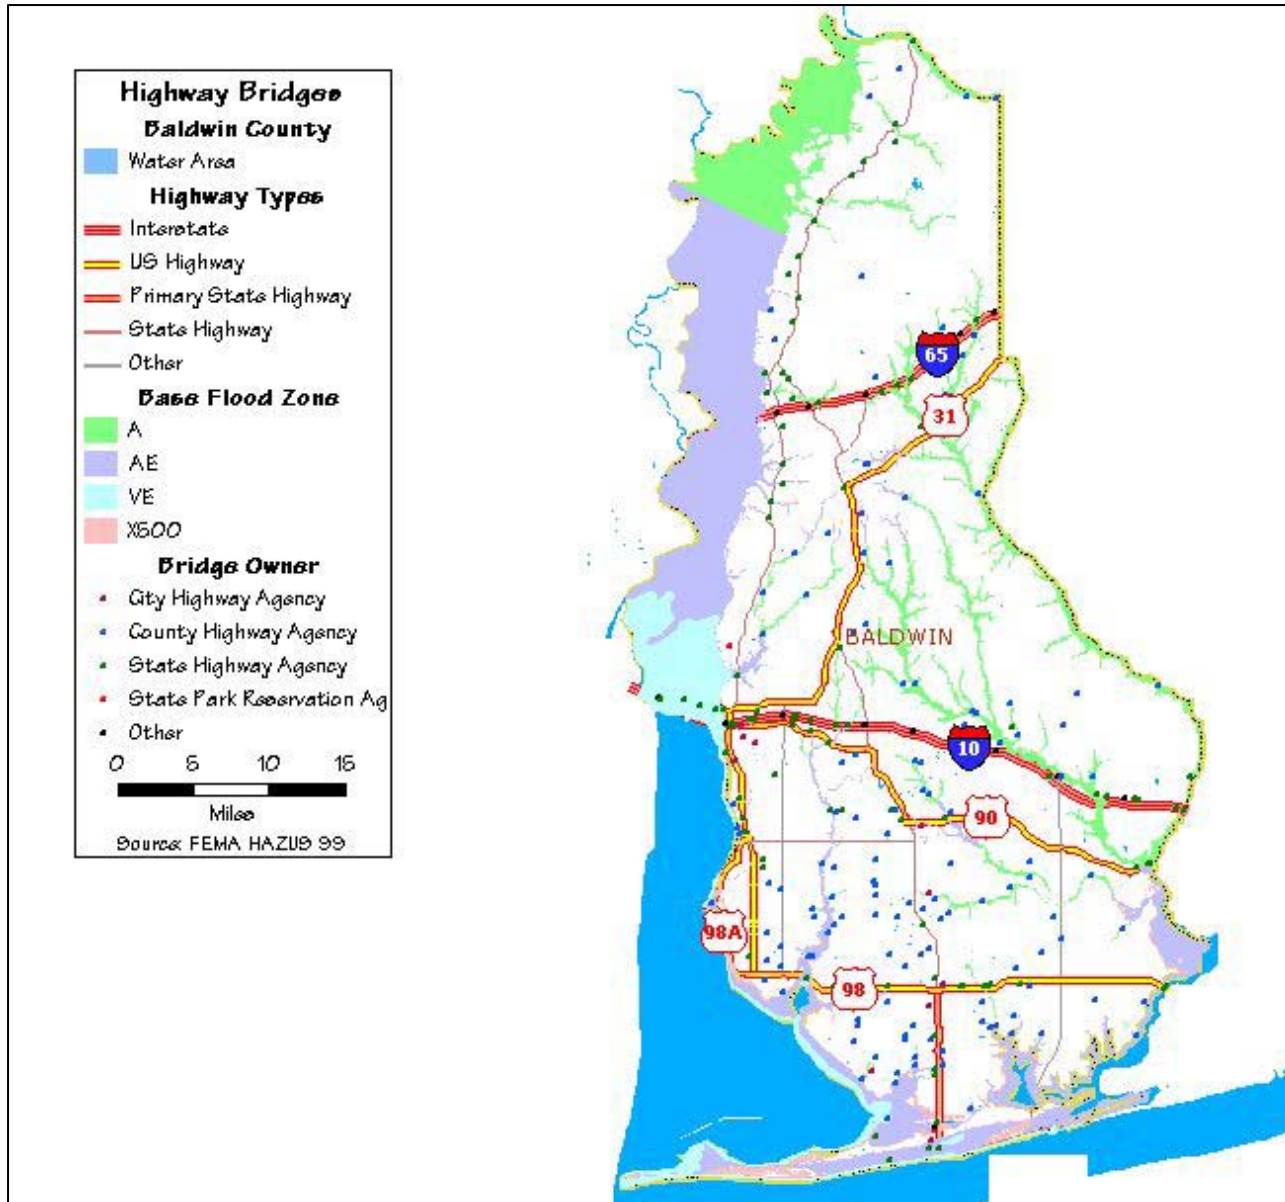 Highway Bridges
Baldwin County
Water Area
Highway Types
Interstate
US Highway
Primary State Highway
State Highway
Other
Base Flood Zone
A
AE
VE
X500
Bridge Owner
City Highway Agency
County Highway Agency
State Highway Agency
State Park Reservation Ag
Other
0 5 10 15
Miles
Source: FEMA HAZUS 99
65
31
BALDWIN
10
90
98A
98